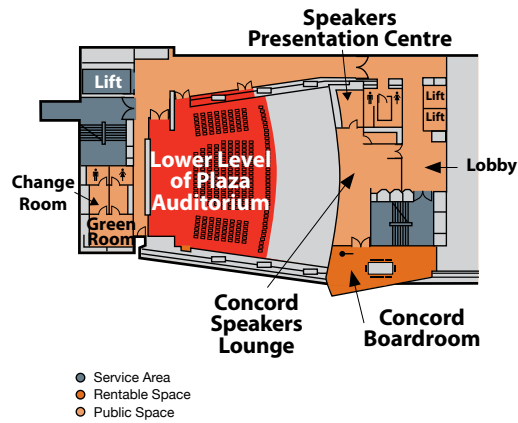 Speakers
Presentation Centre
Lift
Lift
Lift
Lower Level
of Plaza
Auditorium
Lobby
Change
Room
Green
Room
Concord
Speakers
Lounge
Concord
Boardroom
Service Area
Rentable Space
Public Space